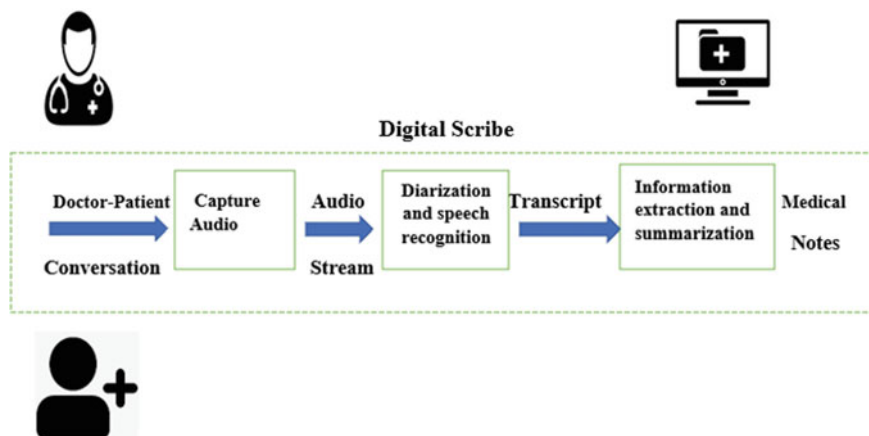 Digital Scribe
Doctor-Patient
Conversation
Capture
Audio
Audio
Stream
Diarization
and speech
recognition
Transcript
Information
extraction and
summarization
Medical
Notes